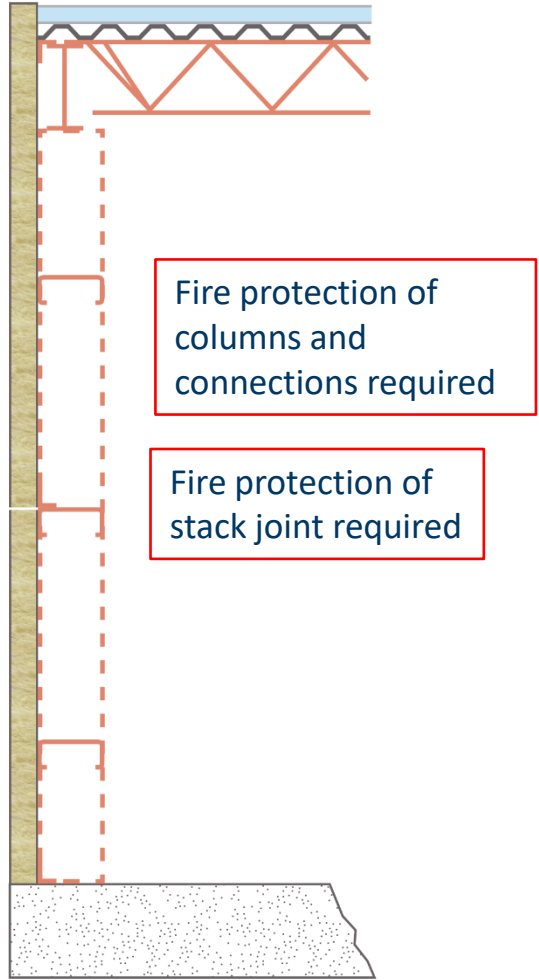 Fire protection of
columns and
connections required
Fire protection of
stack joint required